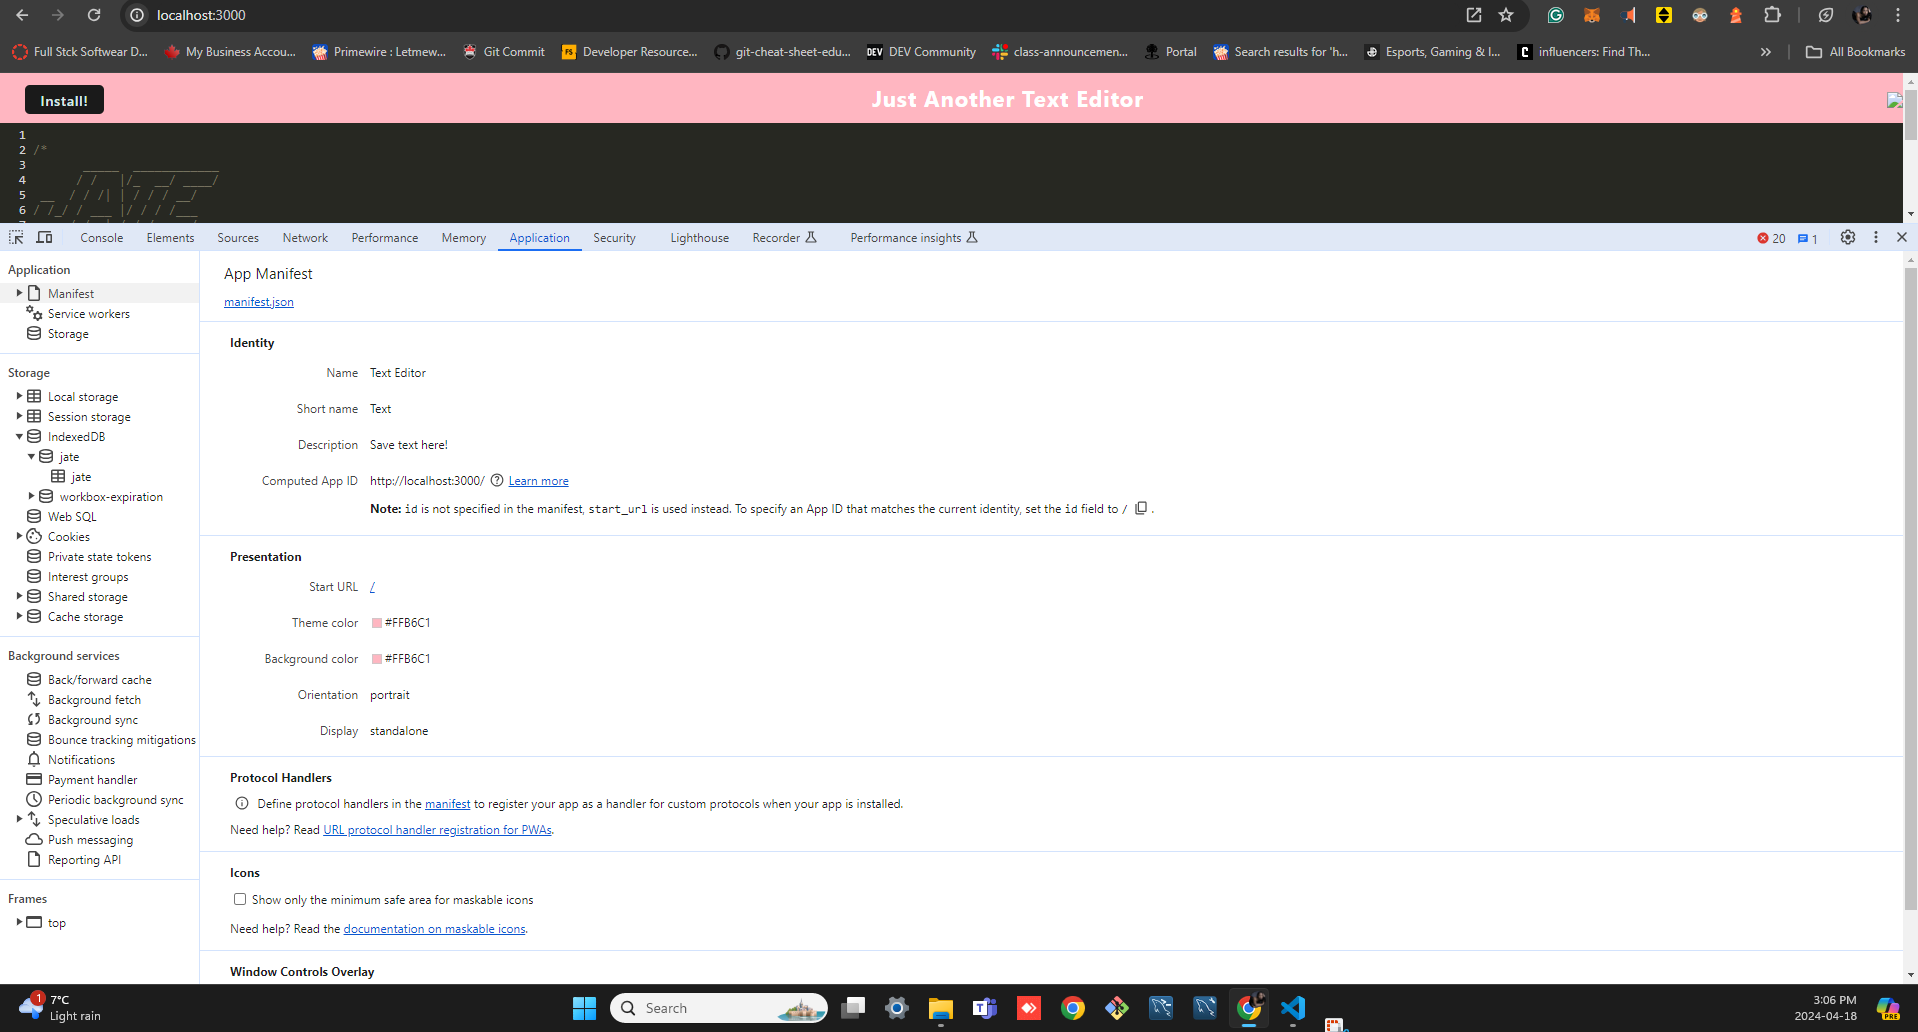 localhost:3000
Full Stck Softwear D... My Business Accou... Primewire : Letmew... Git Commit Developer Resource... git-cheat-sheet-edu... DEV Community class-announcemen... Portal Search results for 'h... Esports, Gaming & I... influencers: Find Th... » All Bookmarks
Install! Just Another Text Editor
1
2 /*
3
4
5
6
Console Elements Sources Network Performance Memory Application Security Lighthouse Recorder Performance insights 20 1
Application
Manifest
Service workers
Storage
Storage
Local storage
Session storage
IndexedDB
jate
jate
workbox-expiration
Web SQL
Cookies
Private state tokens
Interest groups
Shared storage
Cache storage
Background services
Back/forward cache
Background fetch
Background sync
Bounce tracking mitigations
Notifications
Payment handler
Periodic background sync
Speculative loads
Push messaging
Reporting API
Frames
top
App Manifest
manifest.json
Identity
Name Text Editor
Short name Text
Description Save text here!
Computed App ID http://localhost:3000/ Learn more
Note: id is not specified in the manifest, start_url is used instead. To specify an App ID that matches the current identity, set the id field to / .
Presentation
Start URL /
Theme color #FFB6C1
Background color #FFB6C1
Orientation portrait
Display standalone
Protocol Handlers
Define protocol handlers in the manifest to register your app as a handler for custom protocols when your app is installed.
Need help? Read URL protocol handler registration for PWAs.
Icons
Show only the minimum safe area for maskable icons
Need help? Read the documentation on maskable icons.
Window Controls Overlay
1 7°C
Light rain
Search
3:06 PM
2024-04-18